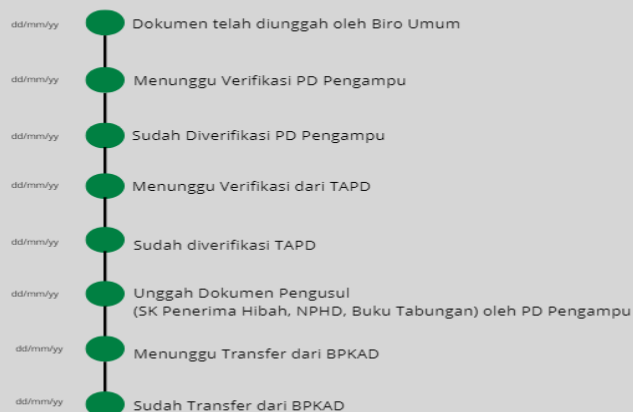 dd/mm/yy Dokumen telah diunggah oleh Biro Umum
dd/mm/yy Menunggu Verifikasi PD Pengampu
dd/mm/yy Sudah Diverifikasi PD Pengampu
dd/mm/yy Menunggu Verifikasi dari TAPD
dd/mm/yy Sudah diverifikasi TAPD
dd/mm/yy Unggah Dokumen Pengusul
(SK Penerima Hibah, NPHD, Buku Tabungan) oleh PD Pengampu
dd/mm/yy Menunggu Transfer dari BPKAD
dd/mm/yy Sudah Transfer dari BPKAD